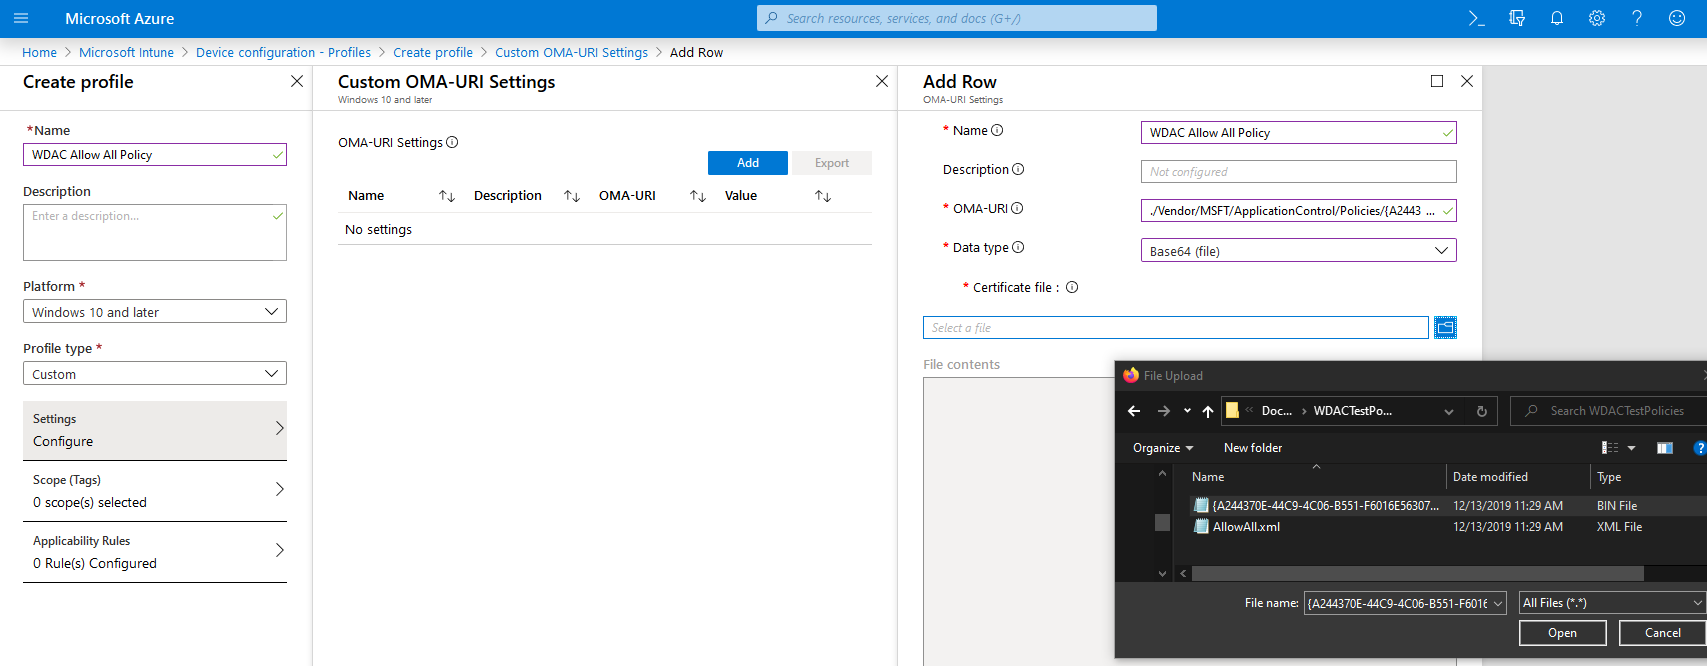 Microsoft Azure
Search resources, services, and docs (G+/)
Home > Microsoft Intune > Device configuration - Profiles > Create profile > Custom OMA-URI Settings > Add Row
Create profile
*Name
WDAC Allow All Policy
Description
Enter a description...
Platform *
Windows 10 and later
Profile type *
Custom
Settings
Configure
Scope (Tags)
0 scope(s) selected
Applicability Rules
0 Rule(s) Configured
Custom OMA-URI Settings
Windows 10 and later
OMA-URI Settings
Add
Export
Name
Description
OMA-URI
Value
No settings
Add Row
OMA-URI Settings
* Name
WDAC Allow All Policy
Description
Not configured
* OMA-URI
./Vendor/MSFT/ApplicationControl/Policies/{A2443 ...
* Data type
Base64 (file)
* Certificate file :
Select a file
File contents
File Upload
Doc... > WDACTestPo...
Search WDACTestPolicies
Organize
New folder
Name
Date modified
Type
{A244370E-44C9-4C06-B551-F6016E56307...
12/13/2019 11:29 AM
BIN File
AllowAll.xml
12/13/2019 11:29 AM
XML File
File name:
{A244370E-44C9-4C06-B551-F6016
All Files (*.*)
Open
Cancel